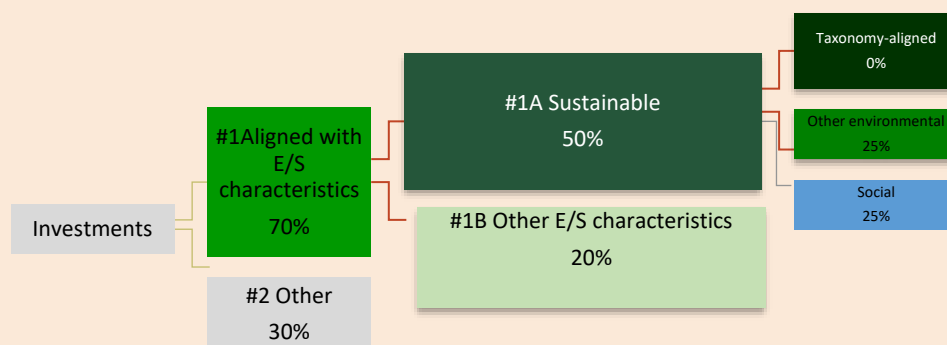 Investments
#1Aligned with
E/S
characteristics
70%
#2 Other
30%
#1A Sustainable
50%
#1B Other E/S characteristics
20%
Taxonomy-aligned
0%
Other environmental
25%
Social
25%